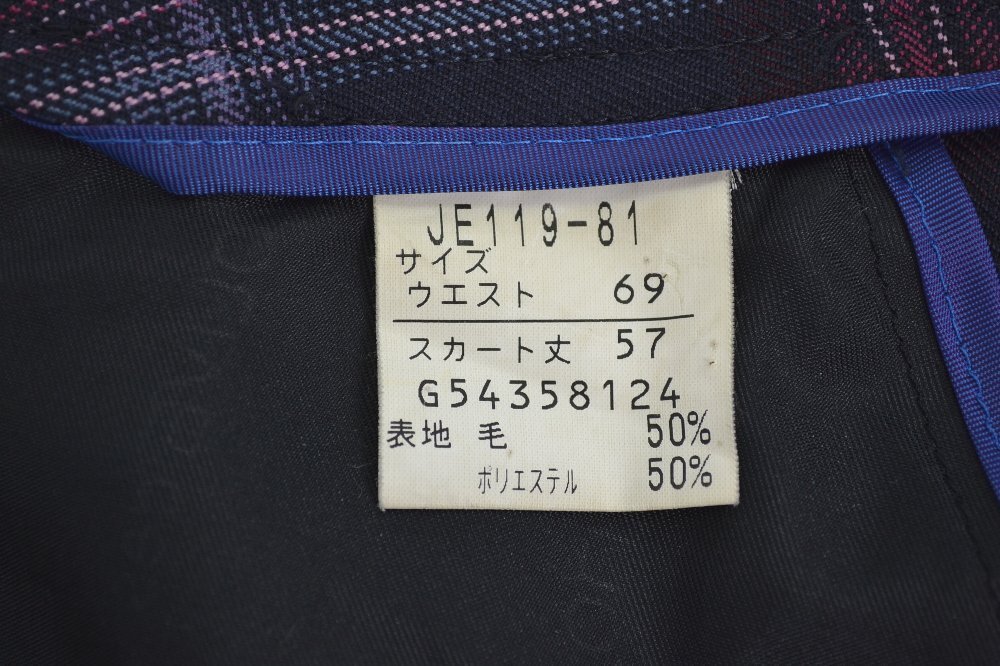 JE119-81
サイズ
ウエスト 69
スカート丈 57
G54358124
表地 毛 50%
ポリエステル 50%